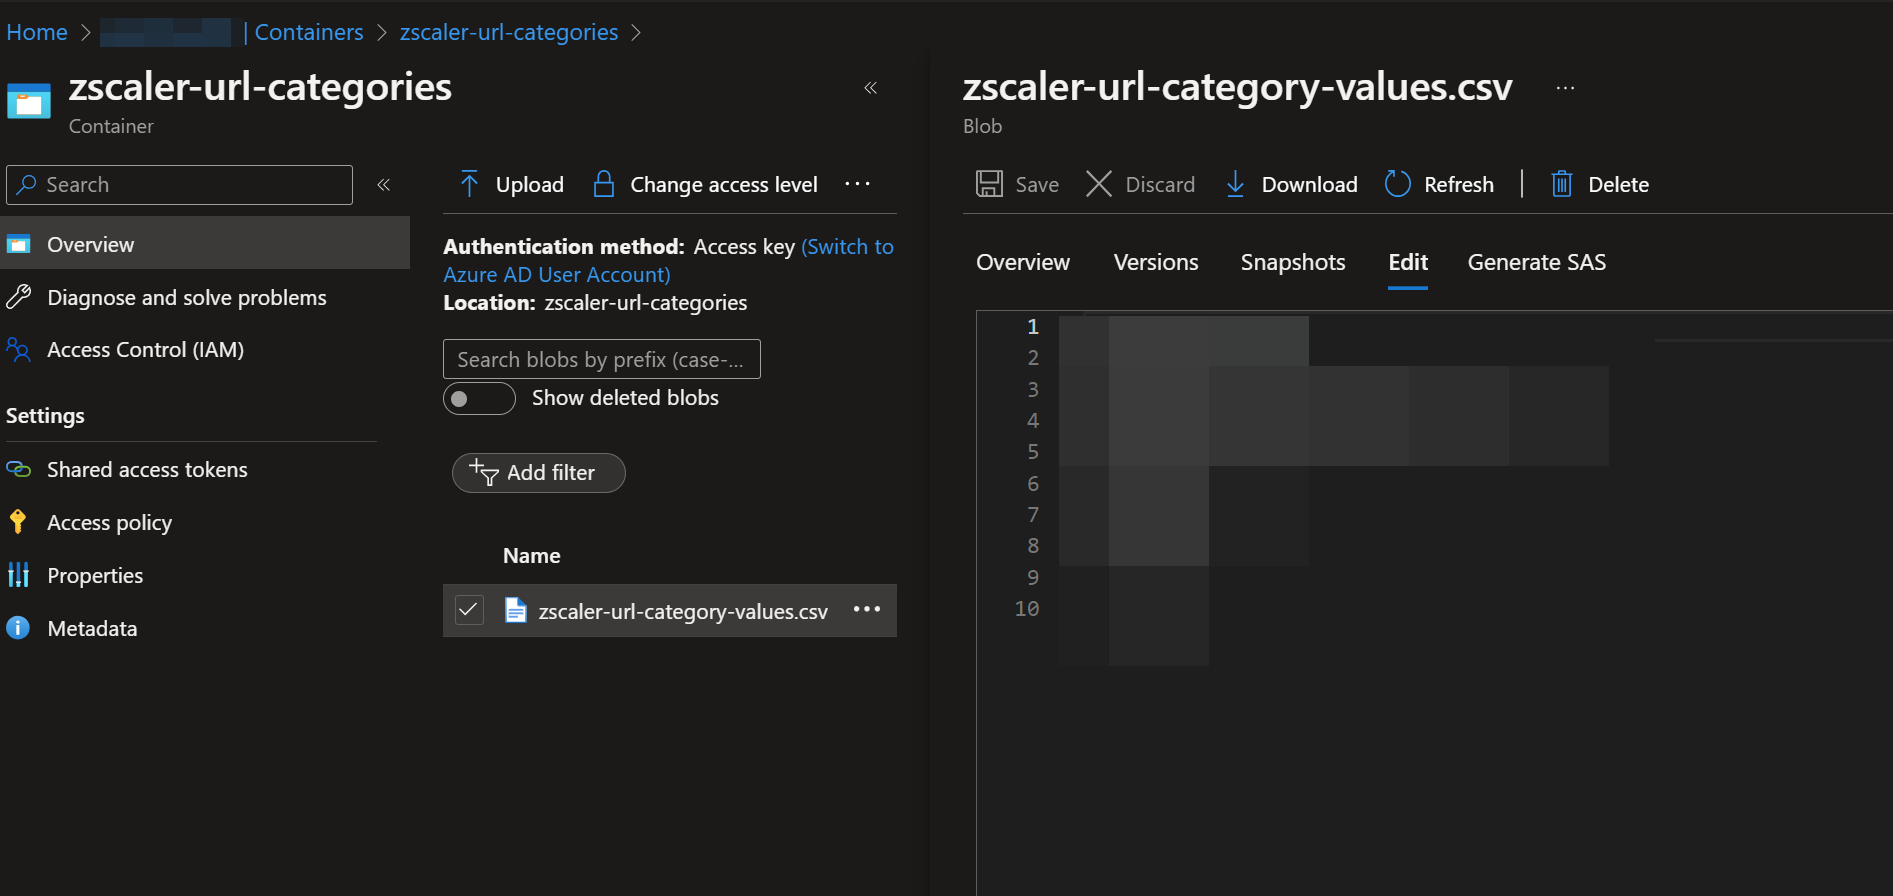 Home > | Containers > zscaler-url-categories >
zscaler-url-categories
Container
«
Search
«
Overview
Diagnose and solve problems
Access Control (IAM)
Settings
Shared access tokens
Access policy
Properties
Metadata
Upload
Change access level
...
Authentication method: Access key (Switch to
Azure AD User Account)
Location: zscaler-url-categories
Search blobs by prefix (case-...
Show deleted blobs
Add filter
Name
zscaler-url-category-values.csv ...
zscaler-url-category-values.csv ...
Blob
Save
Discard
Download
Refresh
|
Delete
Overview
Versions
Snapshots
Edit
Generate SAS
1
2
3
4
5
6
7
8
9
10